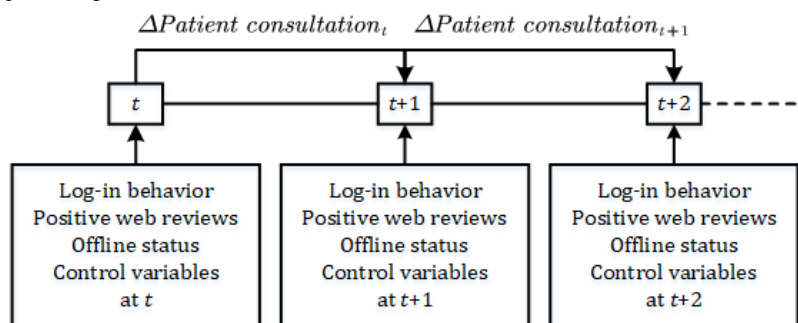 ΔPatient consultationₜ ΔPatient consultationₜ₊₁
t
t+1
t+2
Log-in behavior
Positive web reviews
Offline status
Control variables
at t
Log-in behavior
Positive web reviews
Offline status
Control variables
at t+1
Log-in behavior
Positive web reviews
Offline status
Control variables
at t+2